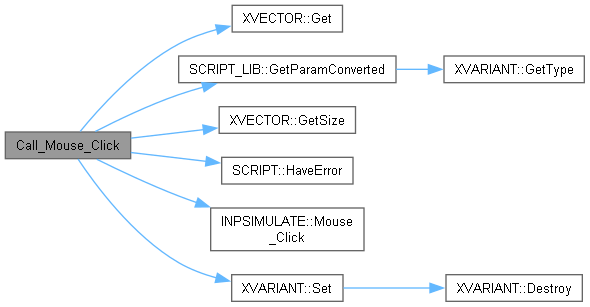 XVECTOR::Get
SCRIPT_LIB::GetParamConverted
XVARIANT::GetType
XVECTOR::GetSize
Call_Mouse_Click
SCRIPT::HaveError
INPSIMULATE::Mouse
_Click
XVARIANT::Set
XVARIANT::Destroy